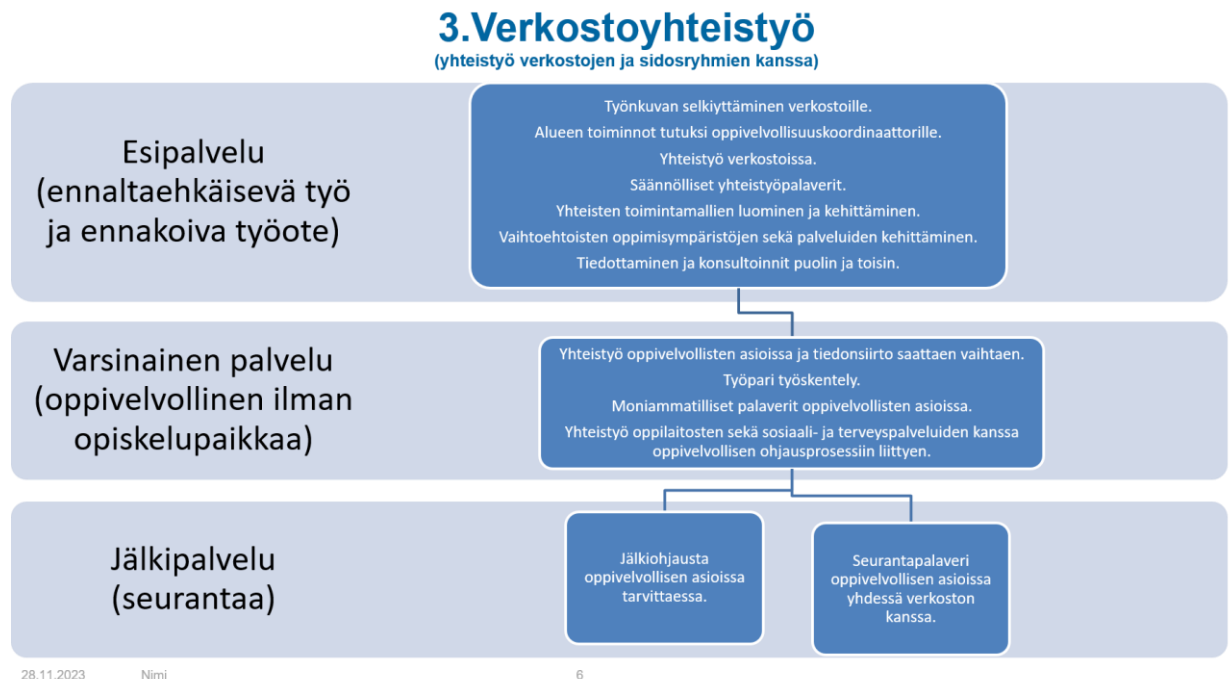 3.Verkostoyhteistyö
(yhteistyö verkostojen ja sidosryhmien kanssa)
Esipalvelu
(ennaltaehkäisevä työ
ja ennakoiva työote)
Työnkuvan selkiyttäminen verkostoille.
Alueen toiminnot tutuksi oppivelvollisuuskoordinaattorille.
Yhteistyö verkostoissa.
Säännölliset yhteistyöpalaverit.
Yhteisten toimintamallien luominen ja kehittäminen.
Vaihtoehtoisten oppimisympäristöjen sekä palveluiden kehittäminen.
Tiedottaminen ja konsultoinnit puolin ja toisin.
Varsinainen palvelu
(oppivelvollinen ilman
opiskelupaikkaa)
Yhteistyö oppivelvollisten asioissa ja tiedonsiirto saattaen vaihtaen.
Työpari työskentely.
Moniammatilliset palaverit oppivelvollisten asioissa.
Yhteistyö oppilaitosten sekä sosiaali- ja terveyspalveluiden kanssa
oppivelvollisen ohjausprosessiin liittyen.
Jälkipalvelu
(seurantaa)
Jälkiohjausta
oppivelvollisen asioissa
tarvittaessa.
Seurantapalaveri
oppivelvollisen asioissa
yhdessä verkoston
kanssa.
28.11.2023 Nimi 6